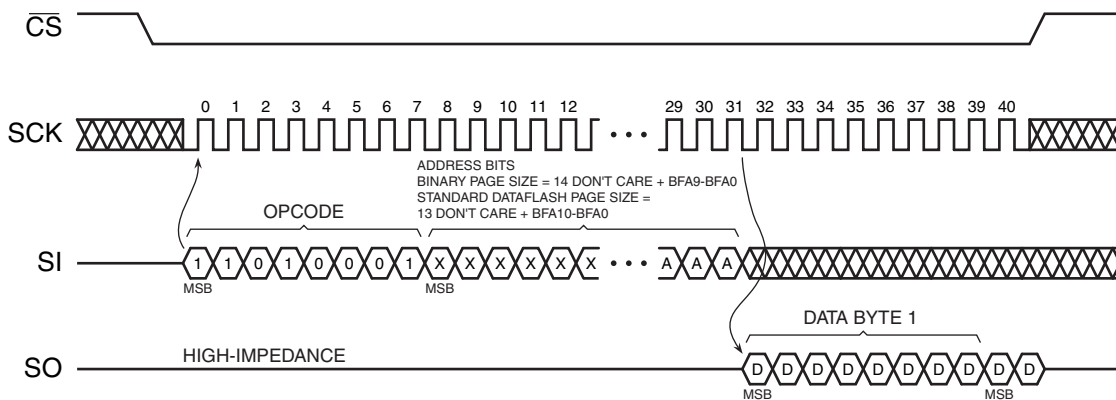 CS
SCK
0 1 2 3 4 5 6 7 8 9 10 11 12 29 30 31 32 33 34 35 36 37 38 39 40
ADDRESS BITS
BINARY PAGE SIZE = 14 DON'T CARE + BFA9-BFA0
STANDARD DATAFLASH PAGE SIZE =
13 DON'T CARE + BFA10-BFA0
OPCODE
SI
1 1 0 1 0 0 0 1 X X X X X X A A A
MSB MSB
DATA BYTE 1
HIGH-IMPEDANCE
SO
D D D D D D D D D D
MSB MSB